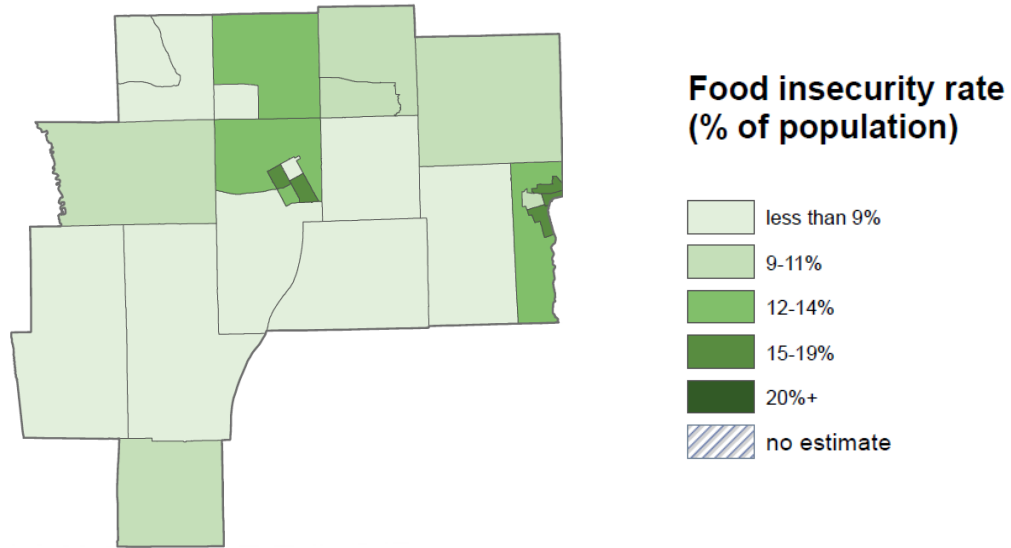 Food insecurity rate
(% of population)
less than 9%
9-11%
12-14%
15-19%
20%+
no estimate